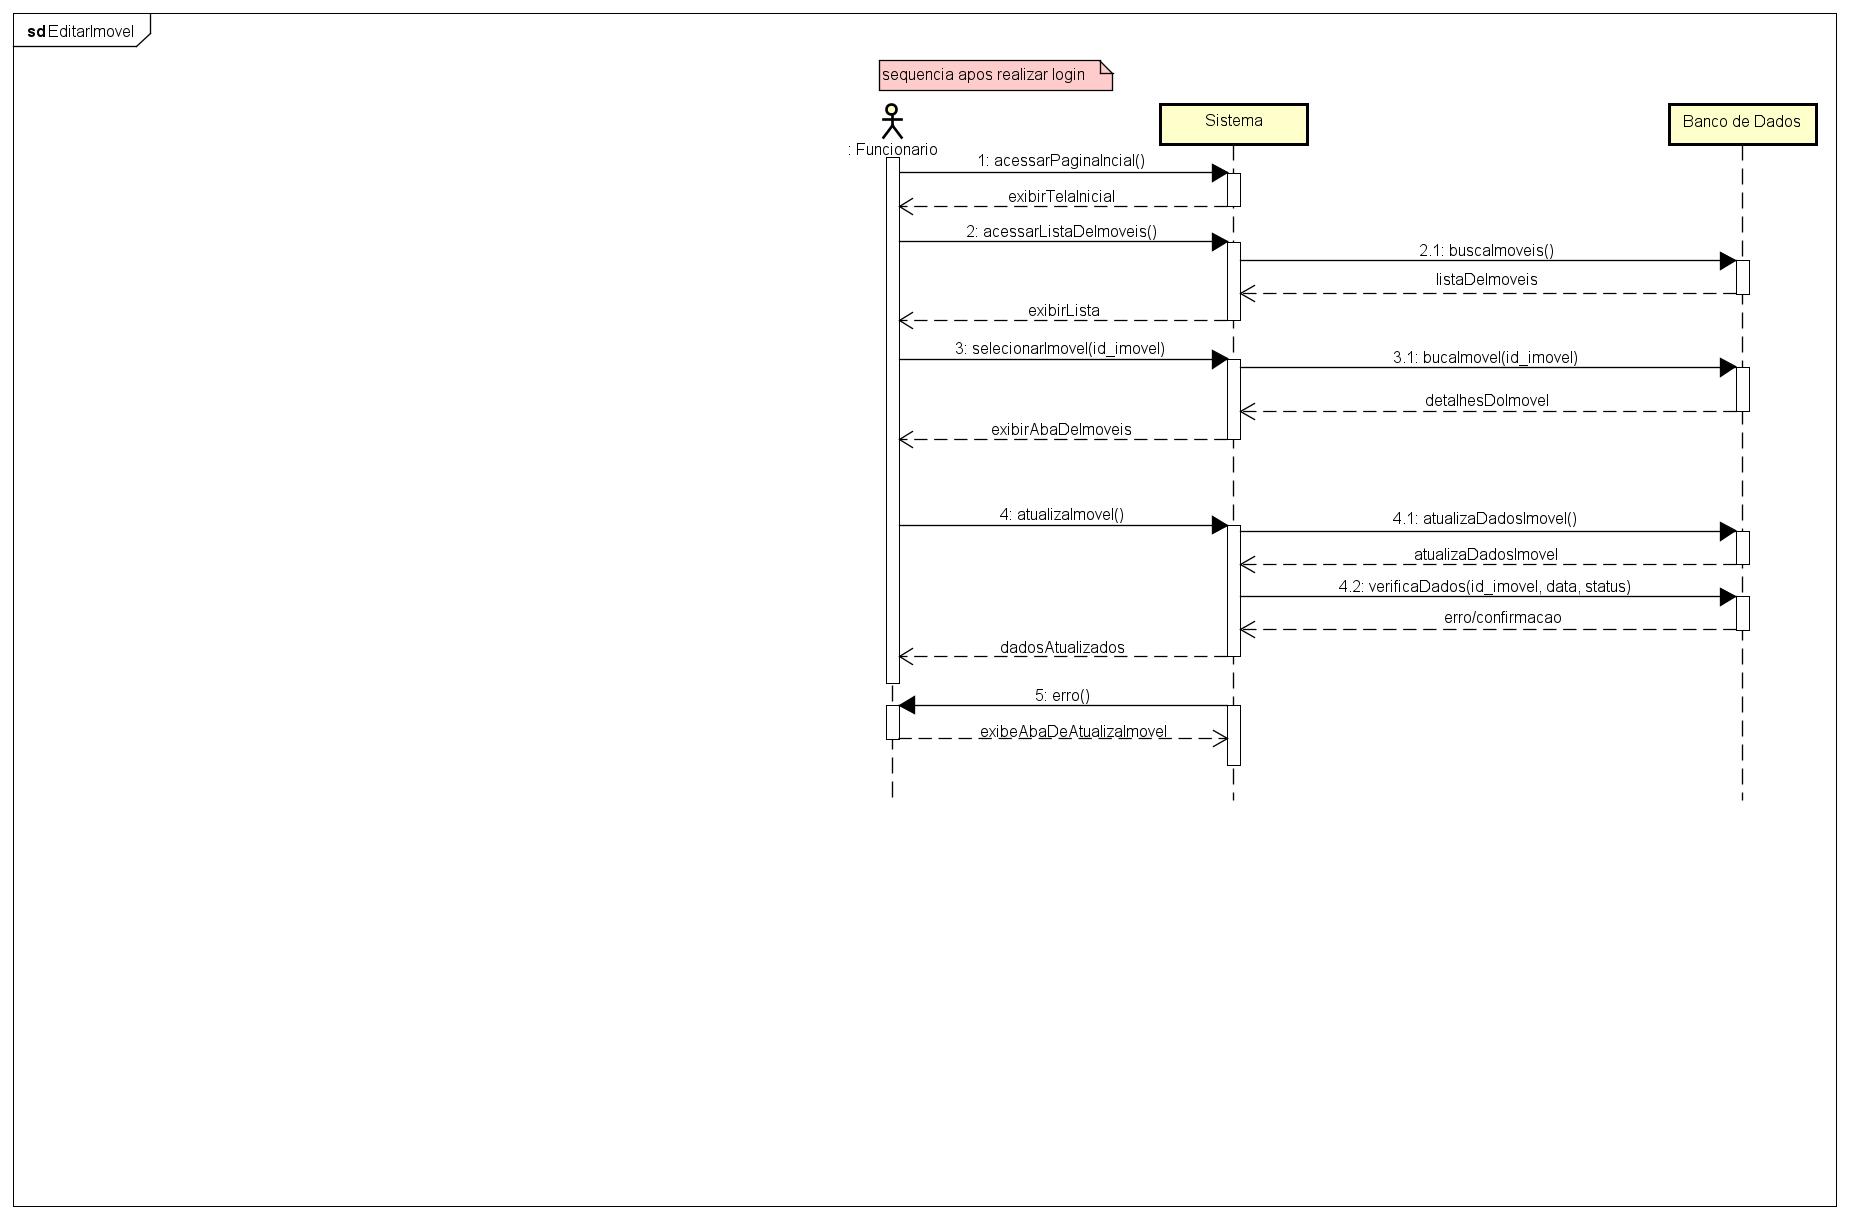 sd EditarImovel
sequencia apos realizar login
: Funcionario
Sistema
Banco de Dados
1: acessarPaginaIncial()
exibirTelaInicial
2: acessarListaDeImoveis()
2.1: buscaImoveis()
listaDeImoveis
exibirLista
3: selecionarImovel(id_imovel)
3.1: bucaImovel(id_imovel)
detalhesDoImovel
exibirAbaDeImoveis
4: atualizaImovel()
4.1: atualizaDadosImovel()
atualizaDadosImovel
4.2: verificaDados(id_imovel, data, status)
erro/confirmacao
dadosAtualizados
5: erro()
exibeAbaDeAtualizaImovel